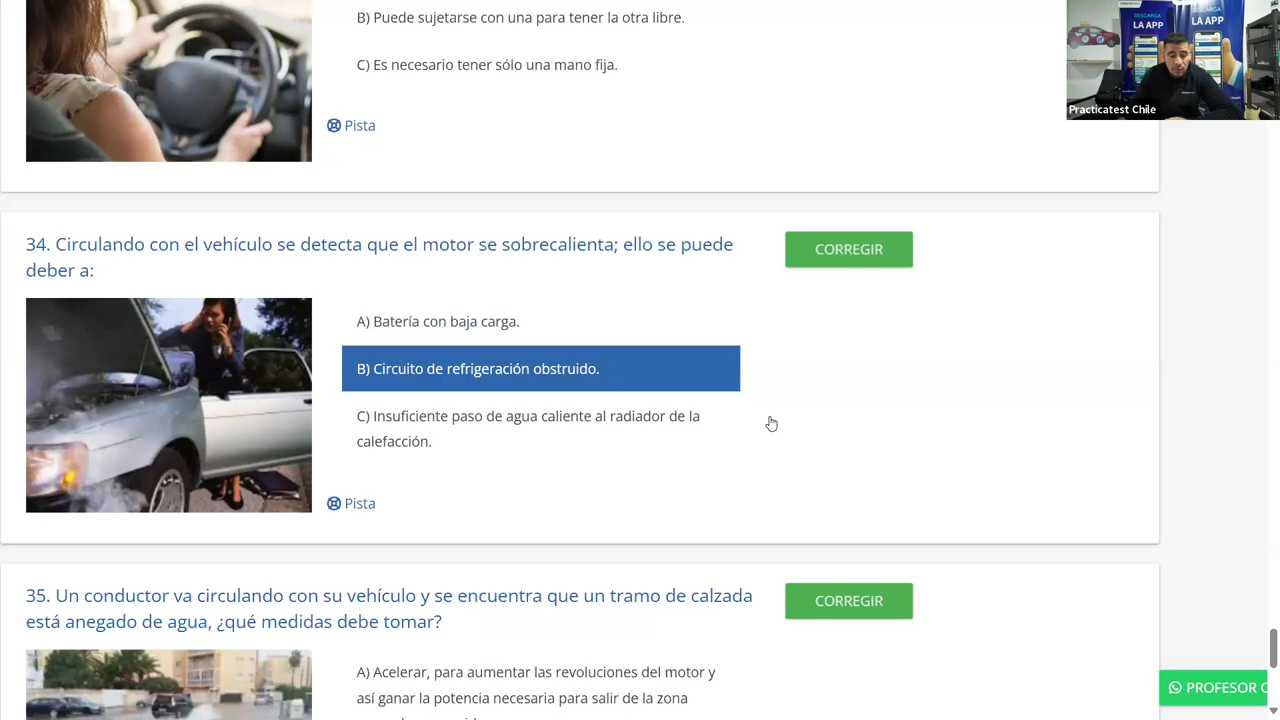 B) Puede sujetarse con una para tener la otra libre.
C) Es necesario tener solo una mano fija.
Pista
DESCARGA
LA APP
DESCARGA
LA APP
Practicatest Chile
34. Circulando con el vehículo se detecta que el motor se sobrecalienta; ello se puede
deber a:
CORREGIR
A) Batería con baja carga.
B) Circuito de refrigeración obstruido.
C) Insuficiente paso de agua caliente al radiador de la
calefacción.
Pista
35. Un conductor va circulando con su vehículo y se encuentra que un tramo de calzada
está anegado de agua, ¿qué medidas debe tomar?
CORREGIR
A) Acelerar, para aumentar las revoluciones del motor y
así ganar la potencia necesaria para salir de la zona
PROFESOR